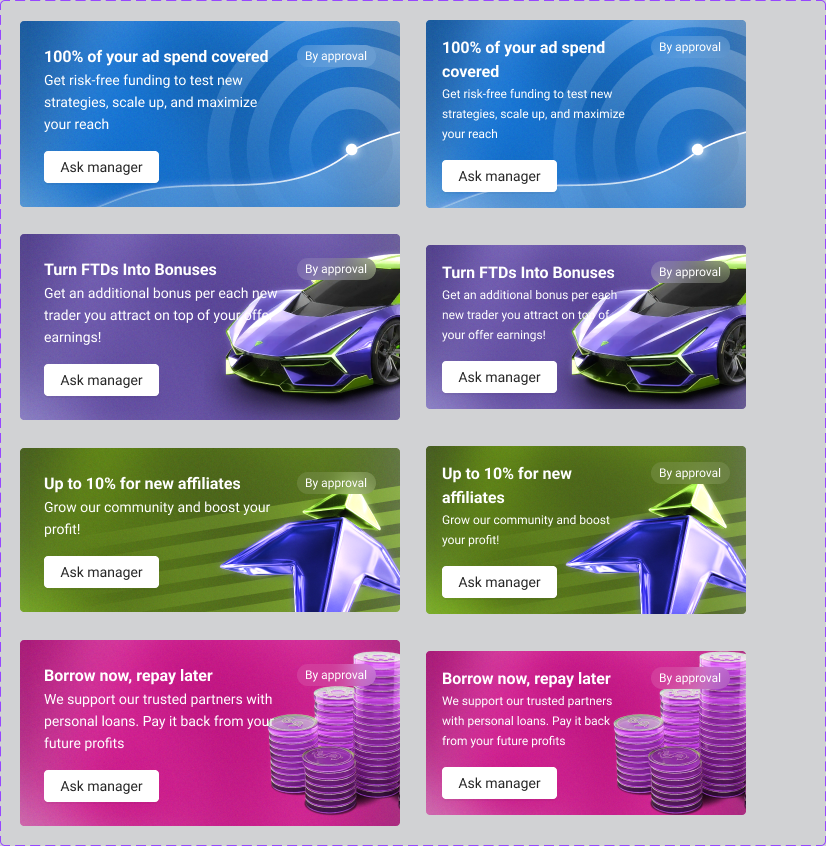 100% of your ad spend covered
By approval
Get risk-free funding to test new
strategies, scale up, and maximize
your reach
Ask manager
100% of your ad spend
covered
By approval
Get risk-free funding to test new
strategies, scale up, and maximize
your reach
Ask manager
Turn FTDs Into Bonuses
By approval
Get an additional bonus per each new
trader you attract on top of your offer
earnings!
Ask manager
Turn FTDs Into Bonuses
By approval
Get an additional bonus per each
new trader you attract on top of
your offer earnings!
Ask manager
Up to 10% for new affiliates
By approval
Grow our community and boost your
profit!
Ask manager
Up to 10% for new
affiliates
By approval
Grow our community and boost
your profit!
Ask manager
Borrow now, repay later
By approval
We support our trusted partners with
personal loans. Pay it back from your
future profits
Ask manager
Borrow now, repay later
By approval
We support our trusted partners
with personal loans. Pay it back
from your future profits
Ask manager